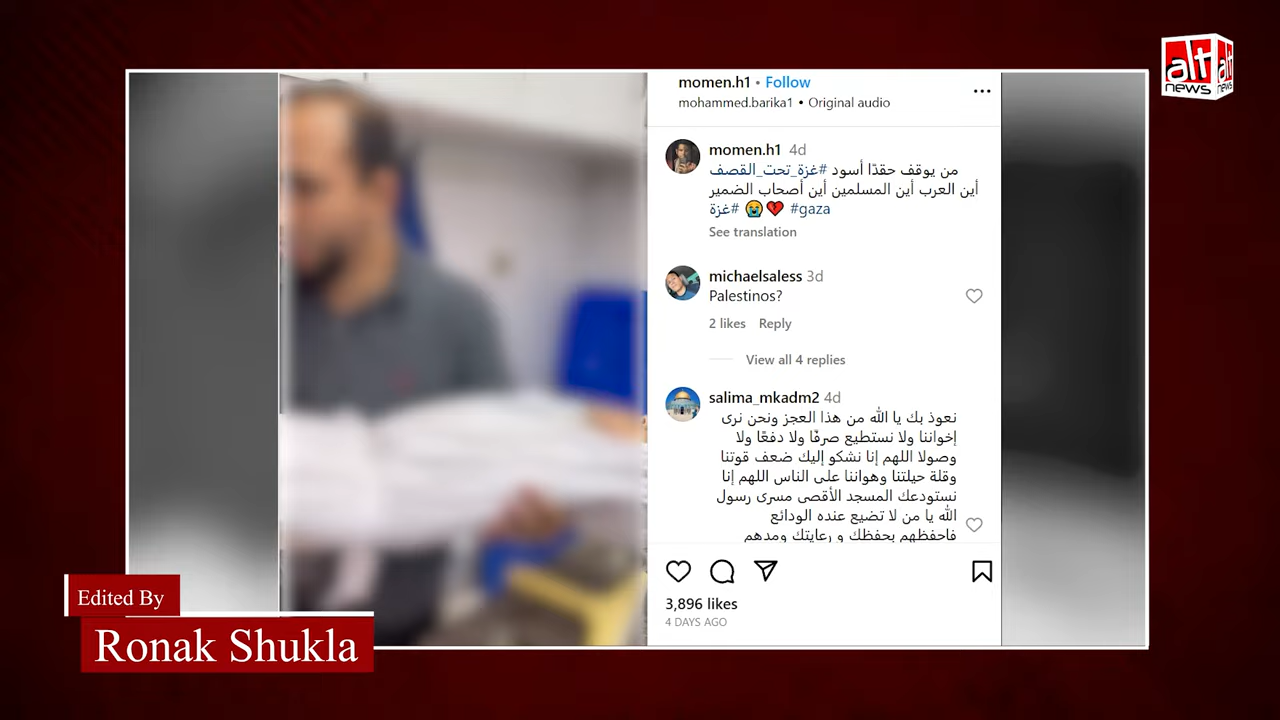 alt
news
alt
news
momen.h1 • Follow
mohammed.barika1 • Original audio
momen.h1 4d
من يوقف حقدًا أسود #غزة_تحت_القصف
أين العرب أين المسلمين أين أصحاب الضمير
#غزة 😭💔 #gaza
See translation
michaelsaless 3d
Palestinos?
2 likes Reply
View all 4 replies
salima_mkadm2 4d
نعوذ بك يا الله من هذا العجز ونحن نرى
إخواننا ولا نستطيع صرفًا ولا دفعًا ولا
وصولا اللهم إنا نشكو إليك ضعف قوتنا
وقلة حيلتنا وهواننا على الناس اللهم إنا
نستودعك المسجد الأقصى مسرى رسول
الله يا من لا تضيع عنده الودائع
فاحفظهم بحفظك و رعايتك ومدهم
3,896 likes
4 DAYS AGO
Edited By
Ronak Shukla